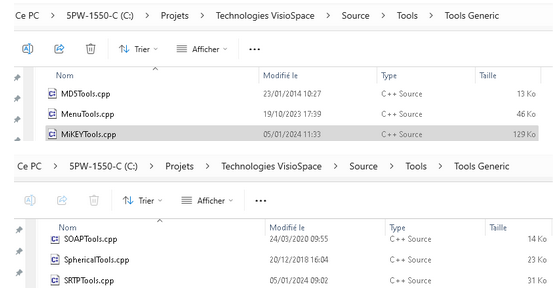 Ce PC > 5PW-1550-C (C:) > Projets > Technologies VisioSpace > Source > Tools > Tools Generic
Trier Afficher ...
Nom Modifié le Type Taille
MD5Tools.cpp 23/01/2014 10:27 C++ Source 13 Ko
MenuTools.cpp 19/10/2023 17:39 C++ Source 46 Ko
MiKEYTools.cpp 05/01/2024 11:33 C++ Source 129 Ko
Ce PC > 5PW-1550-C (C:) > Projets > Technologies VisioSpace > Source > Tools > Tools Generic
Trier Afficher ...
Nom Modifié le Type Taille
SOAPTools.cpp 24/03/2020 09:55 C++ Source 14 Ko
SphericalTools.cpp 20/12/2018 16:04 C++ Source 23 Ko
SRTPTools.cpp 05/01/2024 09:02 C++ Source 31 Ko